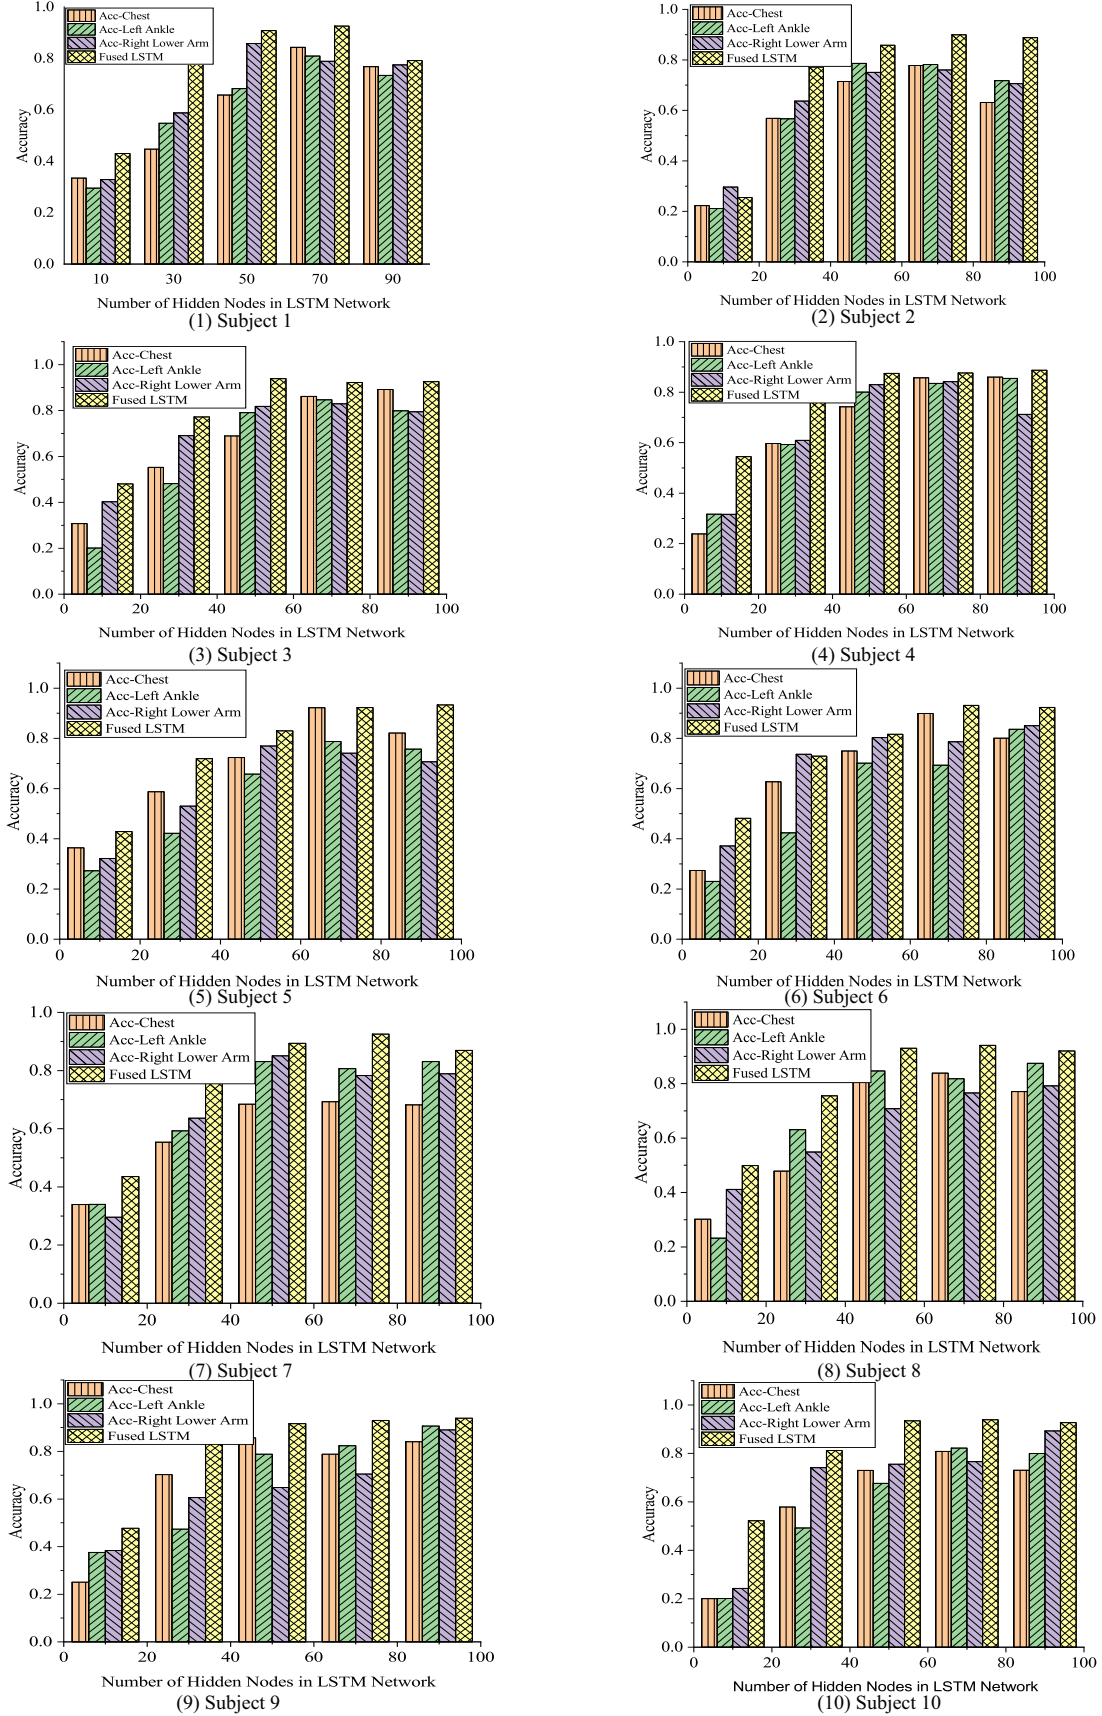 Acc-Chest
Acc-Left Ankle
Acc-Right Lower Arm
Fused LSTM
1.0
0.8
0.6
0.4
0.2
0.0
Accuracy
10 30 50 70 90
Number of Hidden Nodes in LSTM Network
(1) Subject 1
Acc-Chest
Acc-Left Ankle
Acc-Right Lower Arm
Fused LSTM
1.0
0.8
0.6
0.4
0.2
0.0
Accuracy
0 20 40 60 80 100
Number of Hidden Nodes in LSTM Network
(2) Subject 2
Acc-Chest
Acc-Left Ankle
Acc-Right Lower Arm
Fused LSTM
1.0
0.8
0.6
0.4
0.2
0.0
Accuracy
0 20 40 60 80 100
Number of Hidden Nodes in LSTM Network
(3) Subject 3
Acc-Chest
Acc-Left Ankle
Acc-Right Lower Arm
Fused LSTM
1.0
0.8
0.6
0.4
0.2
0.0
Accuracy
0 20 40 60 80 100
Number of Hidden Nodes in LSTM Network
(4) Subject 4
Acc-Chest
Acc-Left Ankle
Acc-Right Lower Arm
Fused LSTM
1.0
0.8
0.6
0.4
0.2
0.0
Accuracy
0 20 40 60 80 100
Number of Hidden Nodes in LSTM Network
(5) Subject 5
Acc-Chest
Acc-Left Ankle
Acc-Right Lower Arm
Fused LSTM
1.0
0.8
0.6
0.4
0.2
0.0
Accuracy
0 20 40 60 80 100
Number of Hidden Nodes in LSTM Network
(6) Subject 6
Acc-Chest
Acc-Left Ankle
Acc-Right Lower Arm
Fused LSTM
1.0
0.8
0.6
0.4
0.2
0.0
Accuracy
0 20 40 60 80 100
Number of Hidden Nodes in LSTM Network
(7) Subject 7
Acc-Chest
Acc-Left Ankle
Acc-Right Lower Arm
Fused LSTM
1.0
0.8
0.6
0.4
0.2
0.0
Accuracy
0 20 40 60 80 100
Number of Hidden Nodes in LSTM Network
(8) Subject 8
Acc-Chest
Acc-Left Ankle
Acc-Right Lower Arm
Fused LSTM
1.0
0.8
0.6
0.4
0.2
0.0
Accuracy
0 20 40 60 80 100
Number of Hidden Nodes in LSTM Network
(9) Subject 9
Acc-Chest
Acc-Left Ankle
Acc-Right Lower Arm
Fused LSTM
1.0
0.8
0.6
0.4
0.2
0.0
Accuracy
0 20 40 60 80 100
Number of Hidden Nodes in LSTM Network
(10) Subject 10